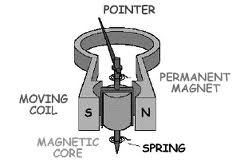 POINTER
PERMANENT
MAGNET
MOVING
COIL
S
N
MAGNETIC
CORE
SPRING